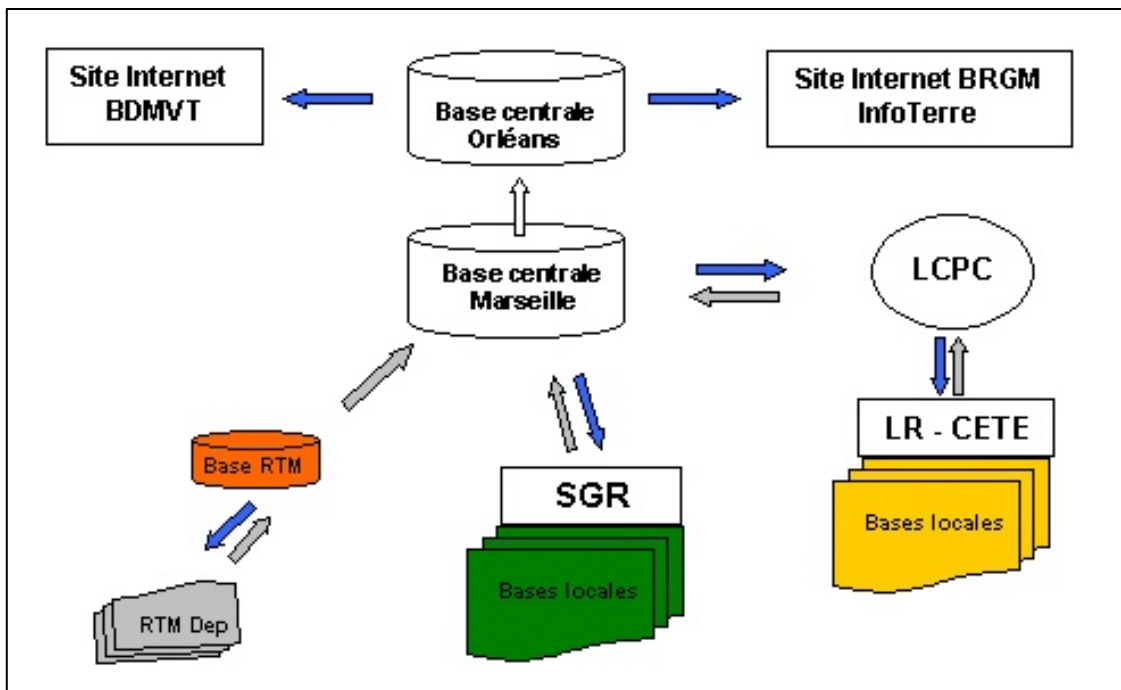 Site Internet
BDMVT
Base centrale
Orléans
Site Internet BRGM
InfoTerre
Base centrale
Marseille
LCPC
Base RTM
SGR
LR - CETE
Bases locales
Bases locales
RTM Dep